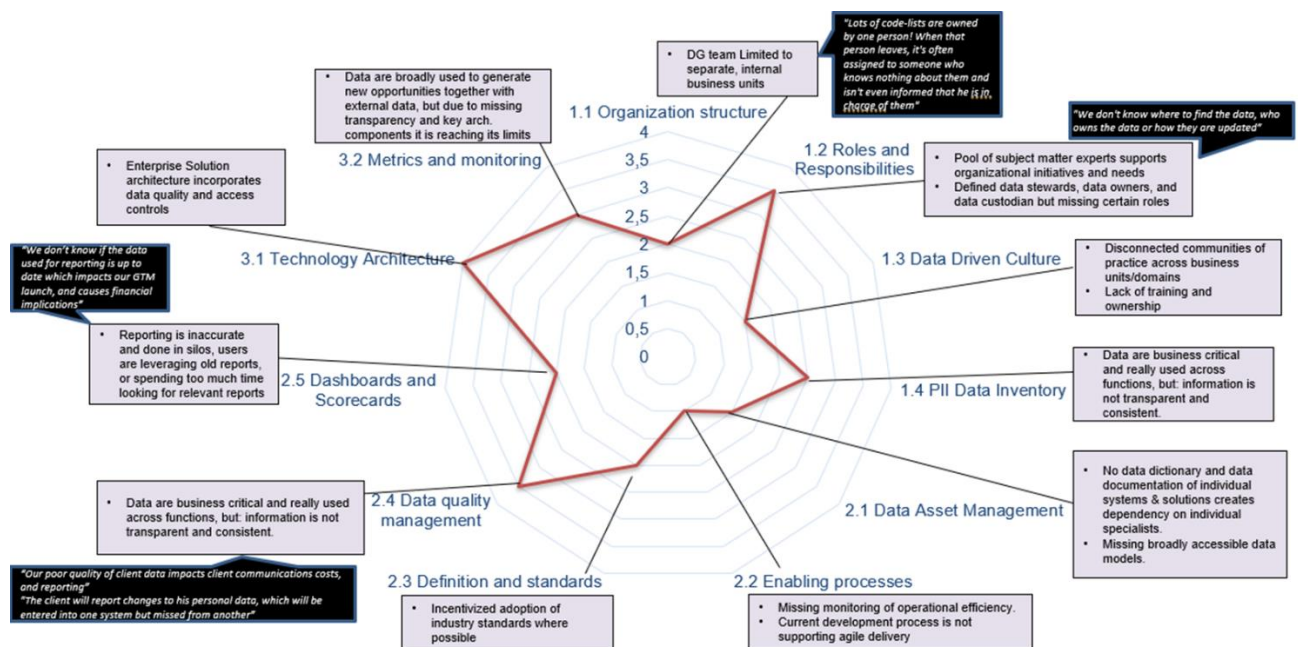 "Lots of code-lists are owned
by one person! When that
person leaves, it's often
assigned to someone who
knows nothing about them and
isn't even informed that he is in
charge of them"
• DG team Limited to
separate, internal
business units
• Data are broadly used to generate
new opportunities together with
external data, but due to missing
transparency and key arch.
components it is reaching its limits
1.1 Organization structure
"We don't know where to find the data, who
owns the data or how they are updated"
3.2 Metrics and monitoring
1.2 Roles and
Responsibilities
• Pool of subject matter experts supports
organizational initiatives and needs
• Defined data stewards, data owners, and
data custodian but missing certain roles
• Enterprise Solution
architecture incorporates
data quality and access
controls
4
3,5
3
2,5
2
1,5
1
0,5
0
"We don't know if the data
used for reporting is up to
date which impacts our GTM
launch, and causes financial
implications"
3.1 Technology Architecture
1.3 Data Driven Culture
• Disconnected communities of
practice across business
units/domains
• Lack of training and
ownership
• Reporting is inaccurate
and done in silos, users
are leveraging old reports,
or spending too much time
looking for relevant reports
2.5 Dashboards and
Scorecards
1.4 PII Data Inventory
• Data are business critical
and really used across
functions, but: information is
not transparent and
consistent.
• Data are business critical and really used
across functions, but: information is not
transparent and consistent.
2.4 Data quality
management
2.1 Data Asset Management
• No data dictionary and data
documentation of individual
systems & solutions creates
dependency on individual
specialists.
• Missing broadly accessible data
models.
"Our poor quality of client data impacts client communications costs,
and reporting"
"The client will report changes to his personal data, which will be
entered into one system but missed from another"
2.3 Definition and standards
• Incentivized adoption of
industry standards where
possible
2.2 Enabling processes
• Missing monitoring of operational efficiency.
• Current development process is not
supporting agile delivery